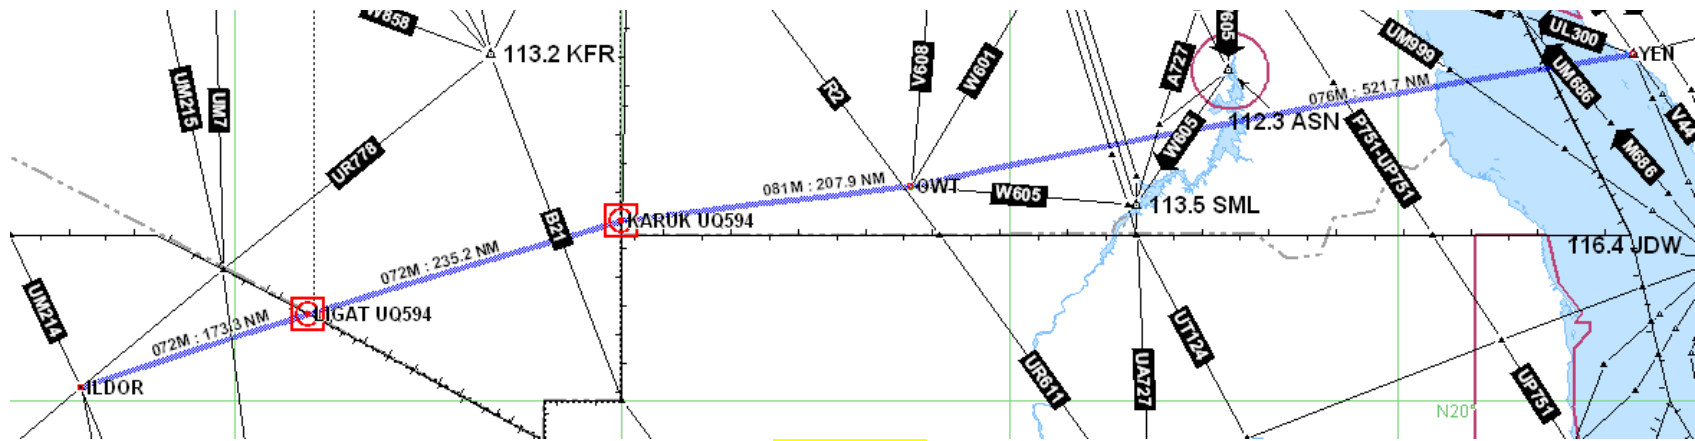 W858
113.2 KFR
UM215
UM7
UR778
B21
UM214
ILDOR
072M : 173.3 NM
LIGAT UQ594
072M : 235.2 NM
KARUK UQ594
081M : 207.9 NM
R2
V608
W601
OWT
W605
113.5 SML
A727
W605
W605
112.3 ASN
076M : 521.7 NM
P751-UP751
UM999
UL300
UM686
YEN
V44
M686
116.4 JDW
UR611
UA727
UT124
UP751
N20°